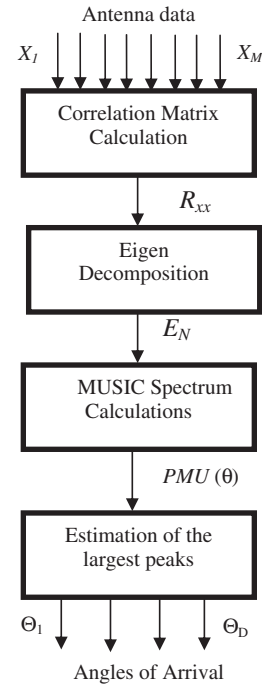 Antenna data
X1 XM
Correlation Matrix
Calculation
Rxx
Eigen
Decomposition
EN
MUSIC Spectrum
Calculations
PMU (θ)
Estimation of the
largest peaks
Θ1 ΘD
Angles of Arrival